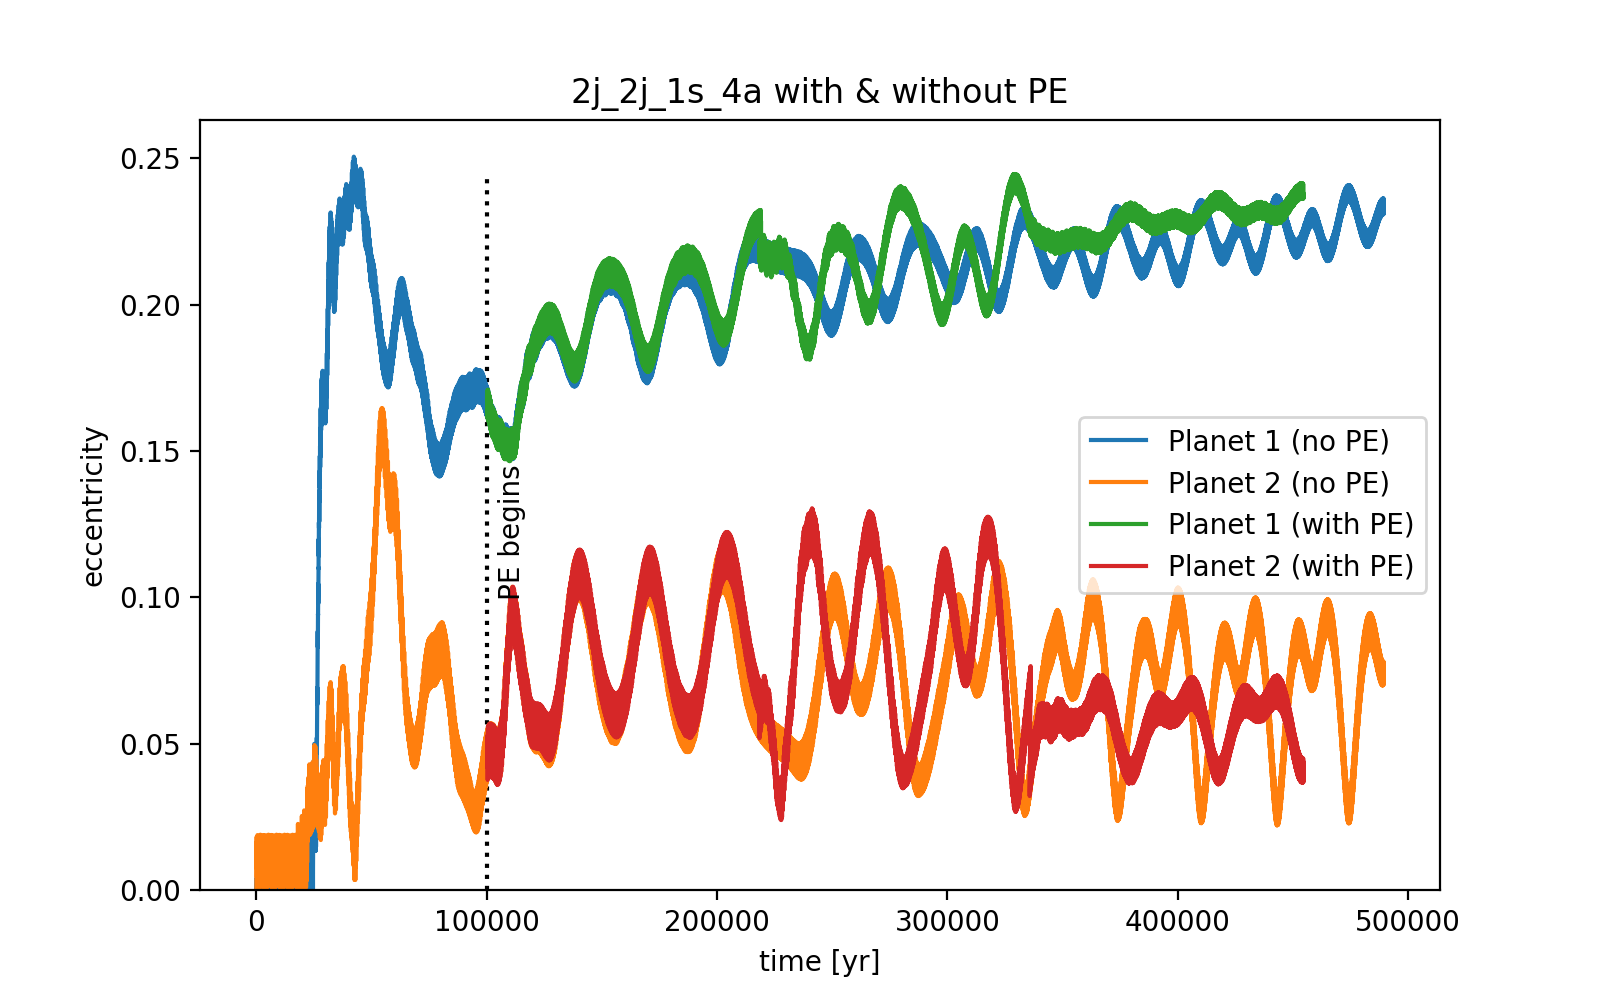 2j_2j_1s_4a with & without PE
eccentricity
0.25
0.20
0.15
0.10
0.05
0.00
PE begins
Planet 1 (no PE)
Planet 2 (no PE)
Planet 1 (with PE)
Planet 2 (with PE)
0 100000 200000 300000 400000 500000
time [yr]